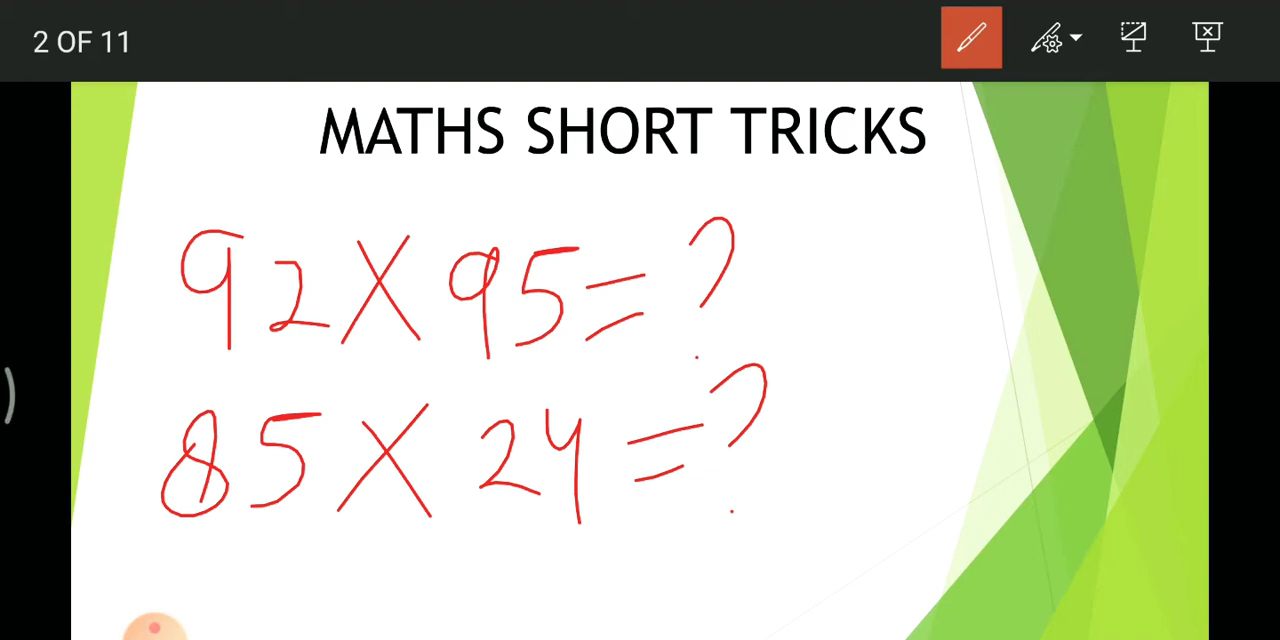 2 OF 11
MATHS SHORT TRICKS
92 X 95 = ?
85 X 24 = ?